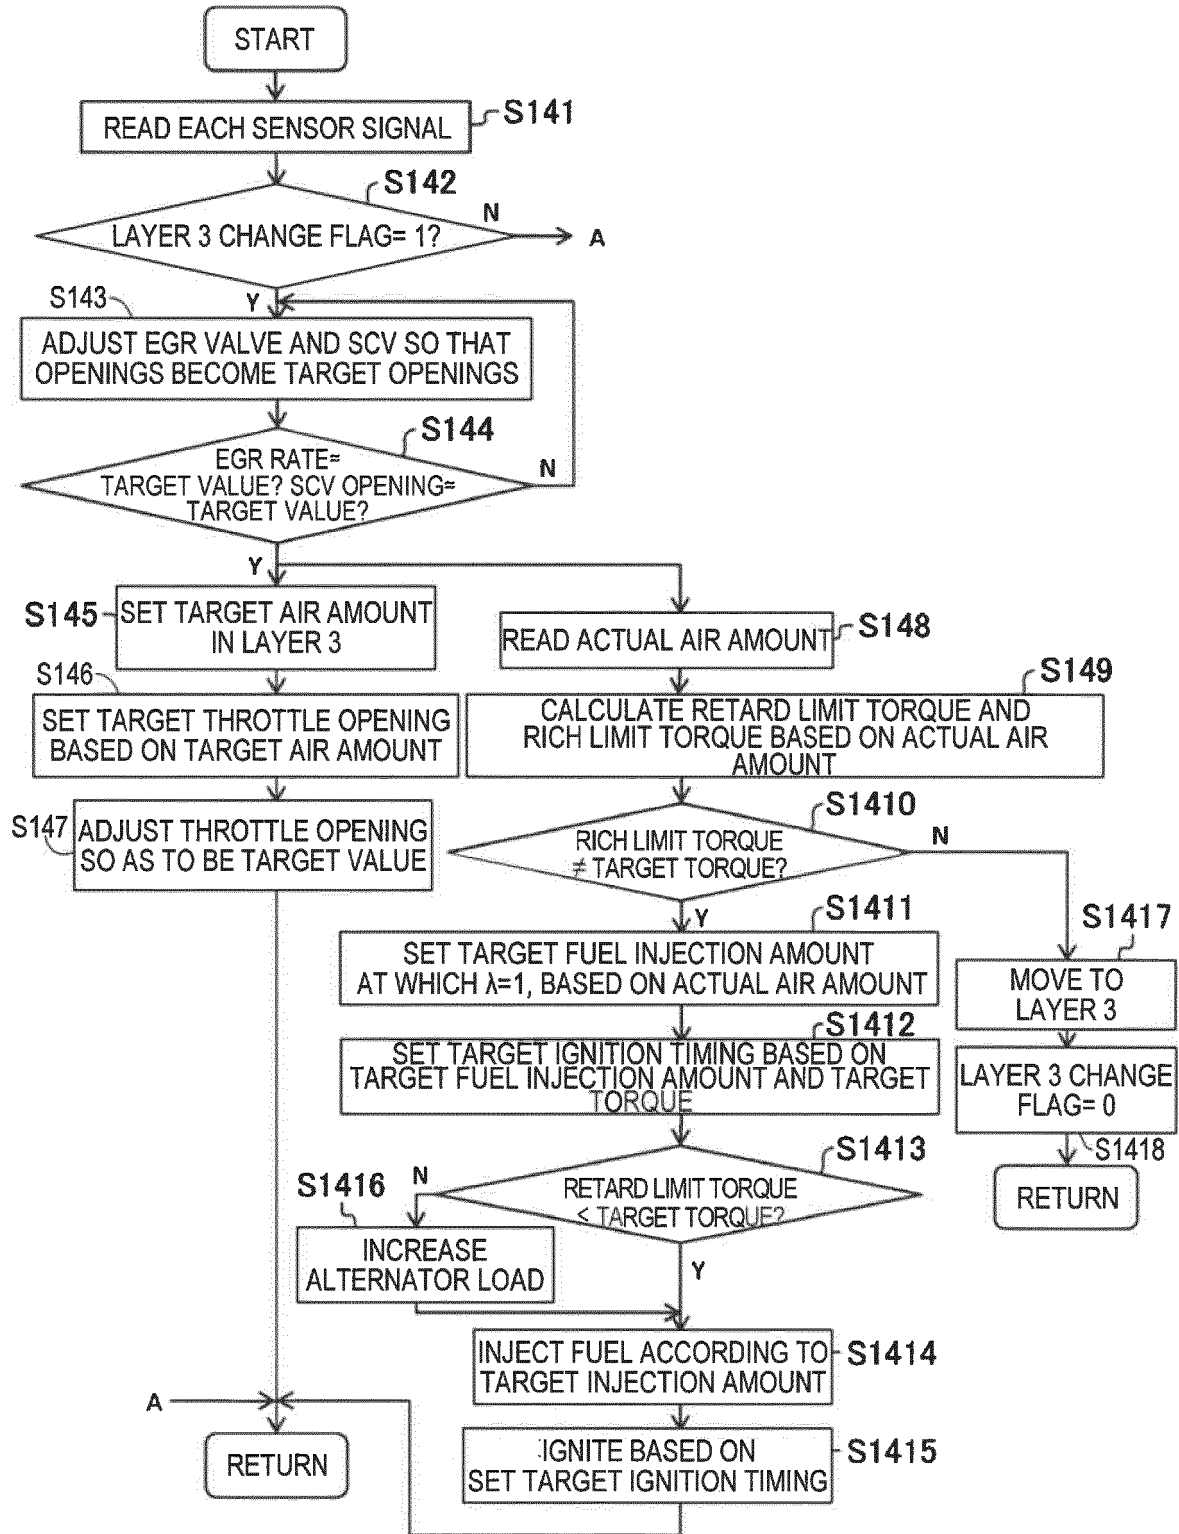 START
READ EACH SENSOR SIGNAL
S141
S142
LAYER 3 CHANGE FLAG= 1?
N
A
Y
S143
ADJUST EGR VALVE AND SCV SO THAT
OPENINGS BECOME TARGET OPENINGS
S144
EGR RATE≈
TARGET VALUE? SCV OPENING≈
TARGET VALUE?
N
Y
S145
SET TARGET AIR AMOUNT
IN LAYER 3
S146
SET TARGET THROTTLE OPENING
BASED ON TARGET AIR AMOUNT
S147
ADJUST THROTTLE OPENING
SO AS TO BE TARGET VALUE
READ ACTUAL AIR AMOUNT
S148
S149
CALCULATE RETARD LIMIT TORQUE AND
RICH LIMIT TORQUE BASED ON ACTUAL AIR
AMOUNT
S1410
RICH LIMIT TORQUE
≠ TARGET TORQUE?
N
Y
S1411
SET TARGET FUEL INJECTION AMOUNT
AT WHICH λ=1, BASED ON ACTUAL AIR AMOUNT
S1412
SET TARGET IGNITION TIMING BASED ON
TARGET FUEL INJECTION AMOUNT AND TARGET
TORQUE
S1413
RETARD LIMIT TORQUE
< TARGET TORQUE?
N
Y
S1416
INCREASE
ALTERNATOR LOAD
INJECT FUEL ACCORDING TO
TARGET INJECTION AMOUNT
S1414
IGNITE BASED ON
SET TARGET IGNITION TIMING
S1415
S1417
MOVE TO
LAYER 3
LAYER 3 CHANGE
FLAG= 0
S1418
RETURN
A
RETURN